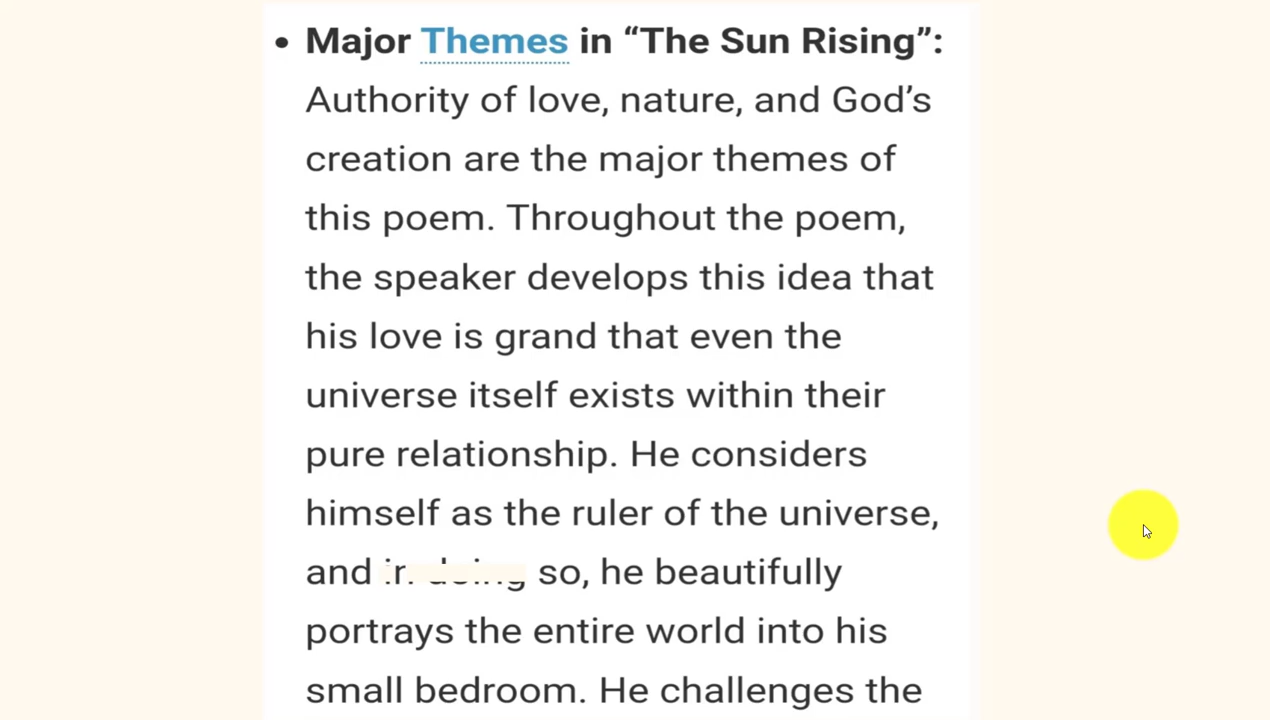 • Major Themes in “The Sun Rising”:
Authority of love, nature, and God’s
creation are the major themes of
this poem. Throughout the poem,
the speaker develops this idea that
his love is grand that even the
universe itself exists within their
pure relationship. He considers
himself as the ruler of the universe,
and in doing so, he beautifully
portrays the entire world into his
small bedroom. He challenges the